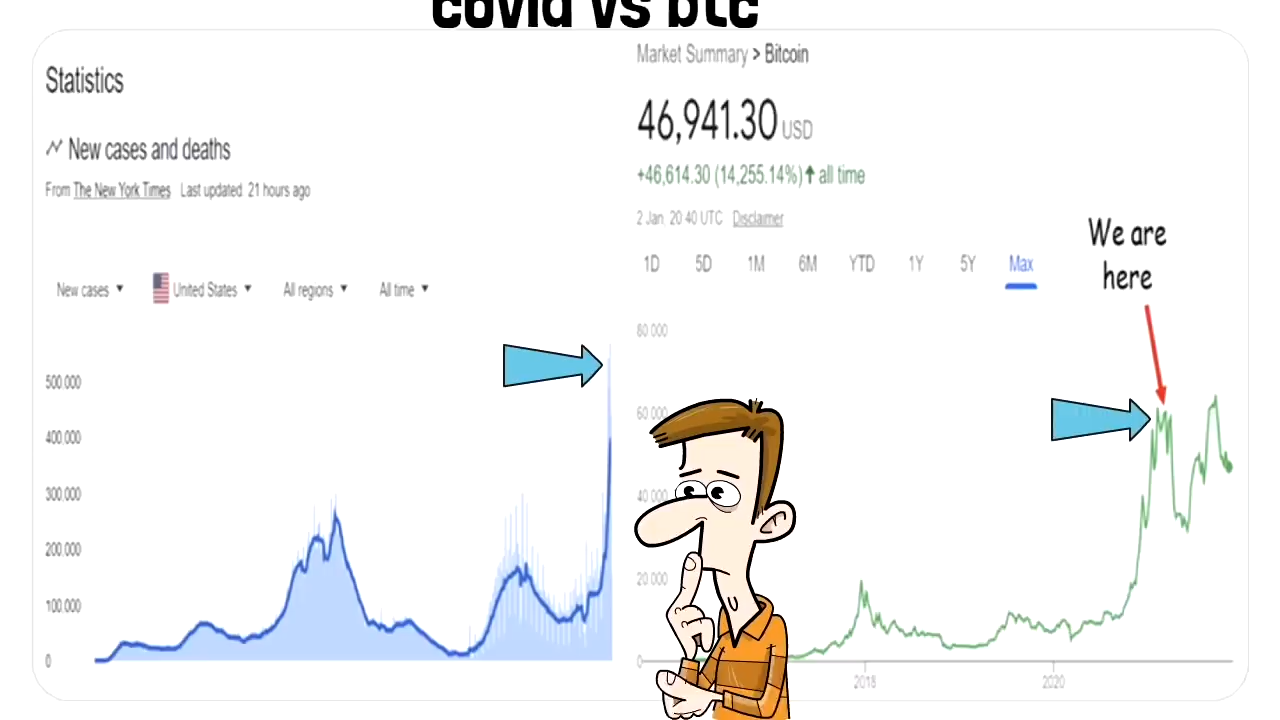 covid vs btc
Statistics
New cases and deaths
From The New York Times Last updated 21 hours ago
New cases ▼ United States ▼ All regions ▼ All time ▼
500 000
400 000
300 000
200 000
100 000
0
Market Summary > Bitcoin
46,941.30 USD
+46,614.30 (14,255.14%)↑ all time
2 Jan, 20 40 UTC Disclaimer
1D 5D 1M 6M YTD 1Y 5Y Max
We are
here
80 000
60 000
40 000
20 000
0
2018 2020